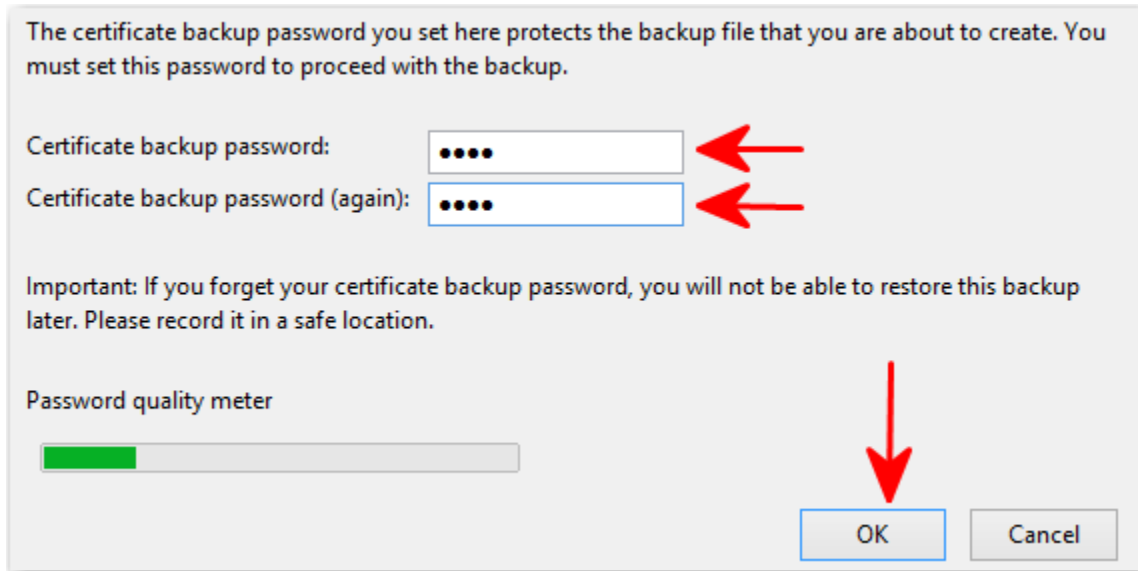 The certificate backup password you set here protects the backup file that you are about to create. You
must set this password to proceed with the backup.
Certificate backup password:
••••
Certificate backup password (again):
••••
Important: If you forget your certificate backup password, you will not be able to restore this backup
later. Please record it in a safe location.
Password quality meter
OK
Cancel